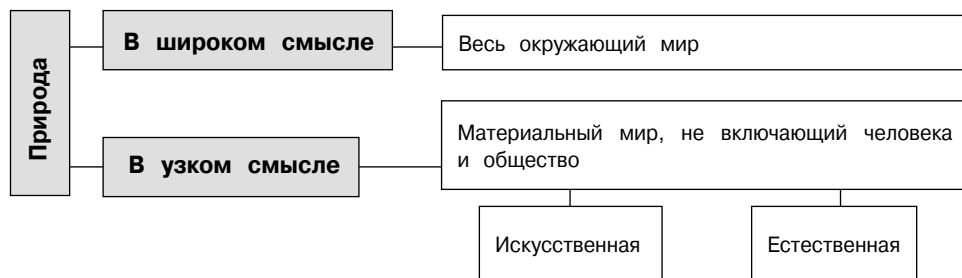 Природа
В широком смысле
Весь окружающий мир
В узком смысле
Материальный мир, не включающий человека
и общество
Искусственная
Естественная